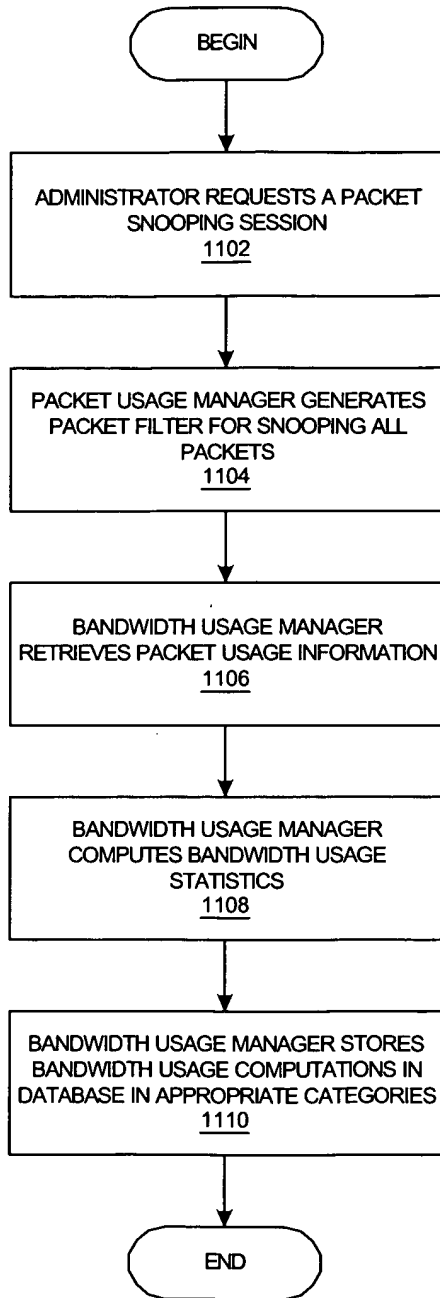 BEGIN
ADMINISTRATOR REQUESTS A PACKET
SNOOPING SESSION
1102
PACKET USAGE MANAGER GENERATES
PACKET FILTER FOR SNOOPING ALL
PACKETS
1104
BANDWIDTH USAGE MANAGER
RETRIEVES PACKET USAGE INFORMATION
1106
BANDWIDTH USAGE MANAGER
COMPUTES BANDWIDTH USAGE
STATISTICS
1108
BANDWIDTH USAGE MANAGER STORES
BANDWIDTH USAGE COMPUTATIONS IN
DATABASE IN APPROPRIATE CATEGORIES
1110
END